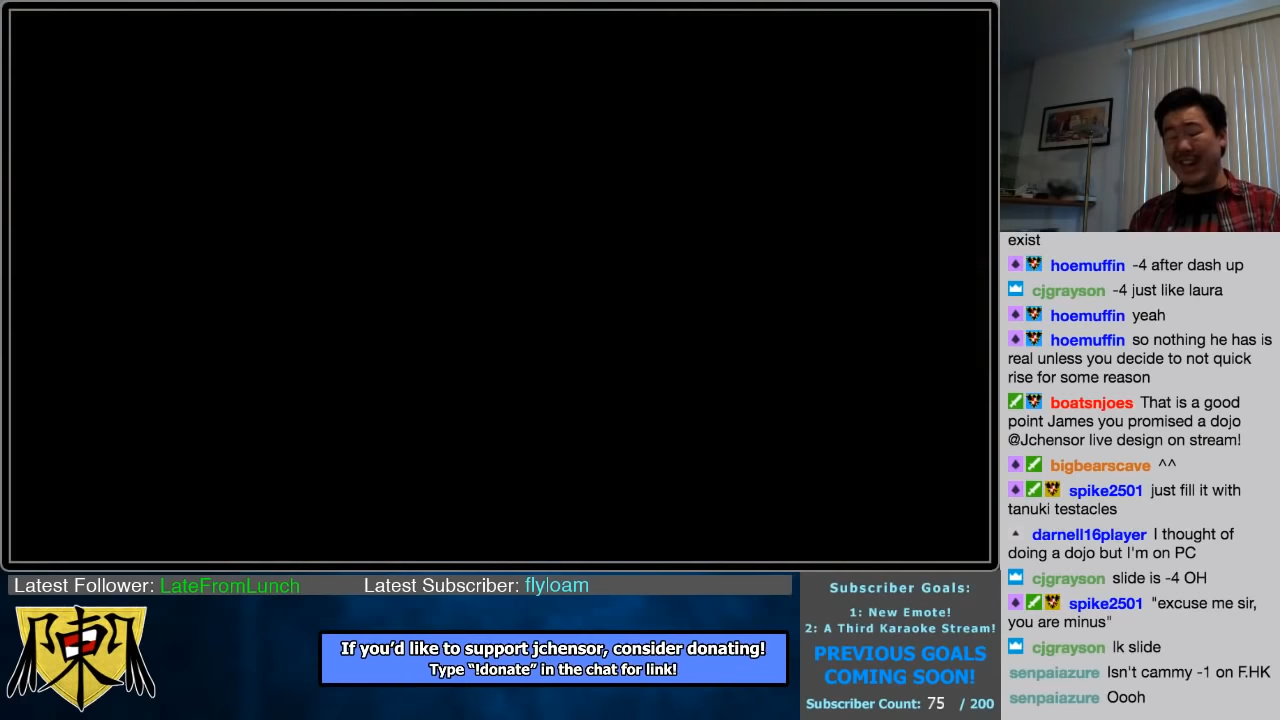 exist
hoemuffin -4 after dash up
cjgrayson -4 just like laura
hoemuffin yeah
hoemuffin so nothing he has is
real unless you decide to not quick
rise for some reason
boatsnjoes That is a good
point James you promised a dojo
@Jchensor live design on stream!
bigbearscave ^^
spike2501 just fill it with
tanuki testacles
darnell16player I thought of
doing a dojo but I'm on PC
cjgrayson slide is -4 OH
spike2501 "excuse me sir,
you are minus"
cjgrayson lk slide
senpaiazure Isn't cammy -1 on F.HK
senpaiazure Oooh
Latest Follower: LateFromLunch
Latest Subscriber: flyloam
If you'd like to support jchensor, consider donating!
Type "!donate" in the chat for link!
Subscriber Goals:
1: New Emote!
2: A Third Karaoke Stream!
PREVIOUS GOALS
COMING SOON!
Subscriber Count: 75 / 200